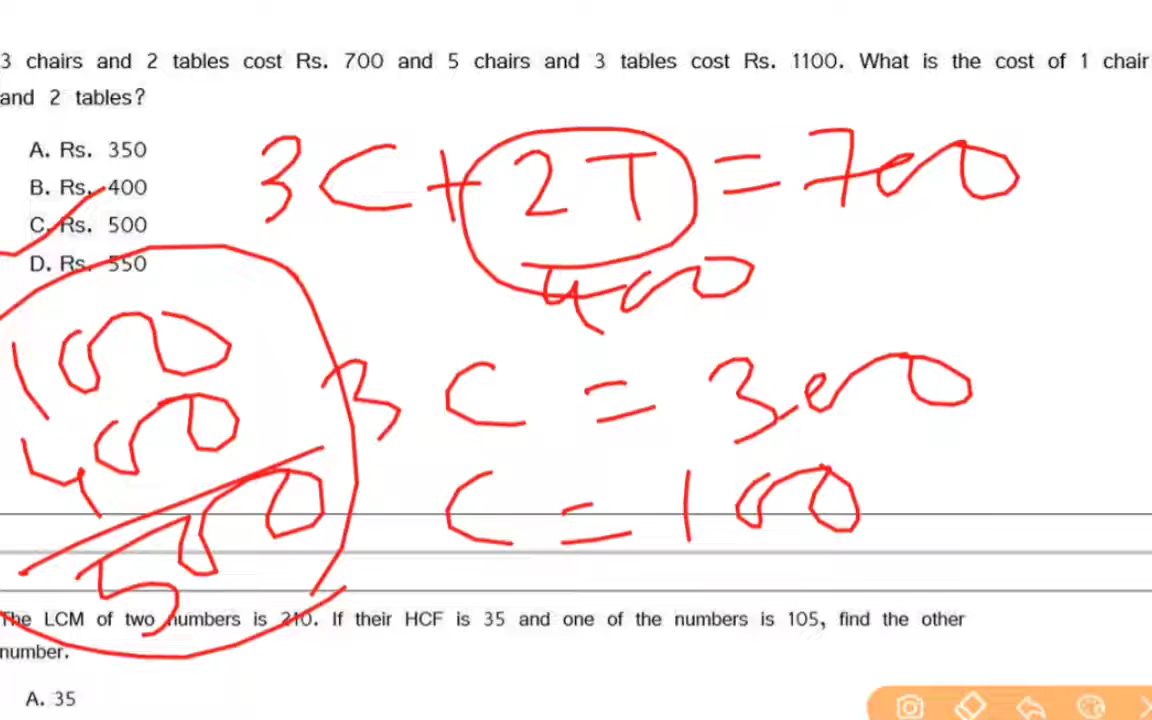 3 chairs and 2 tables cost Rs. 700 and 5 chairs and 3 tables cost Rs. 1100. What is the cost of 1 chair
and 2 tables?
A. Rs. 350
B. Rs. 400
C. Rs. 500
D. Rs. 550
3C + 2T = 700
400
3C = 300
C = 100
100
400
500
The LCM of two numbers is 210. If their HCF is 35 and one of the numbers is 105, find the other
number.
A. 35